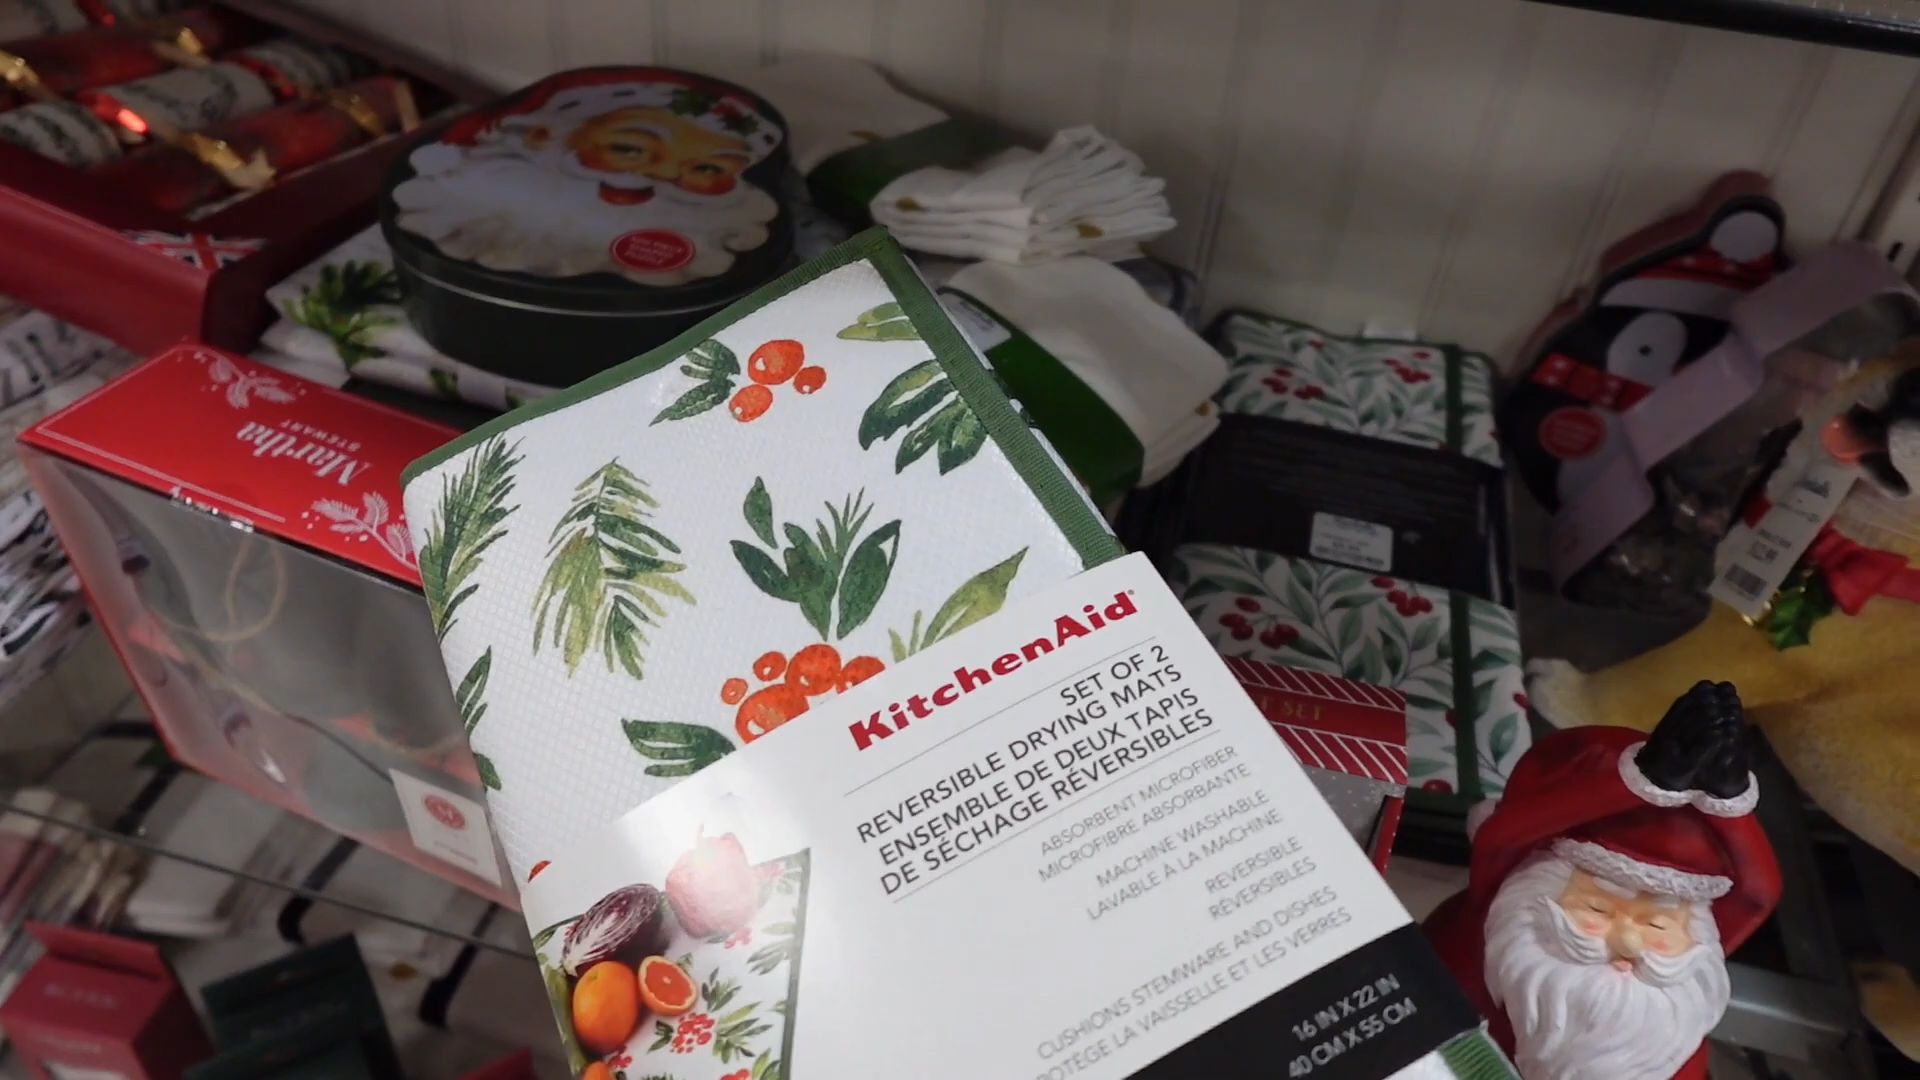 Martha
STEWART
KitchenAid
SET OF 2
REVERSIBLE DRYING MATS
ENSEMBLE DE DEUX TAPIS
DE SÉCHAGE RÉVERSIBLES
ABSORBENT MICROFIBER
MICROFIBRE ABSORBANTE
MACHINE WASHABLE
LAVABLE À LA MACHINE
REVERSIBLE
RÉVERSIBLES
CUSHIONS STEMWARE AND DISHES
LA VAISSELLE ET LES VERRES
16 IN X 22 IN
40 CM X 55 CM
SET